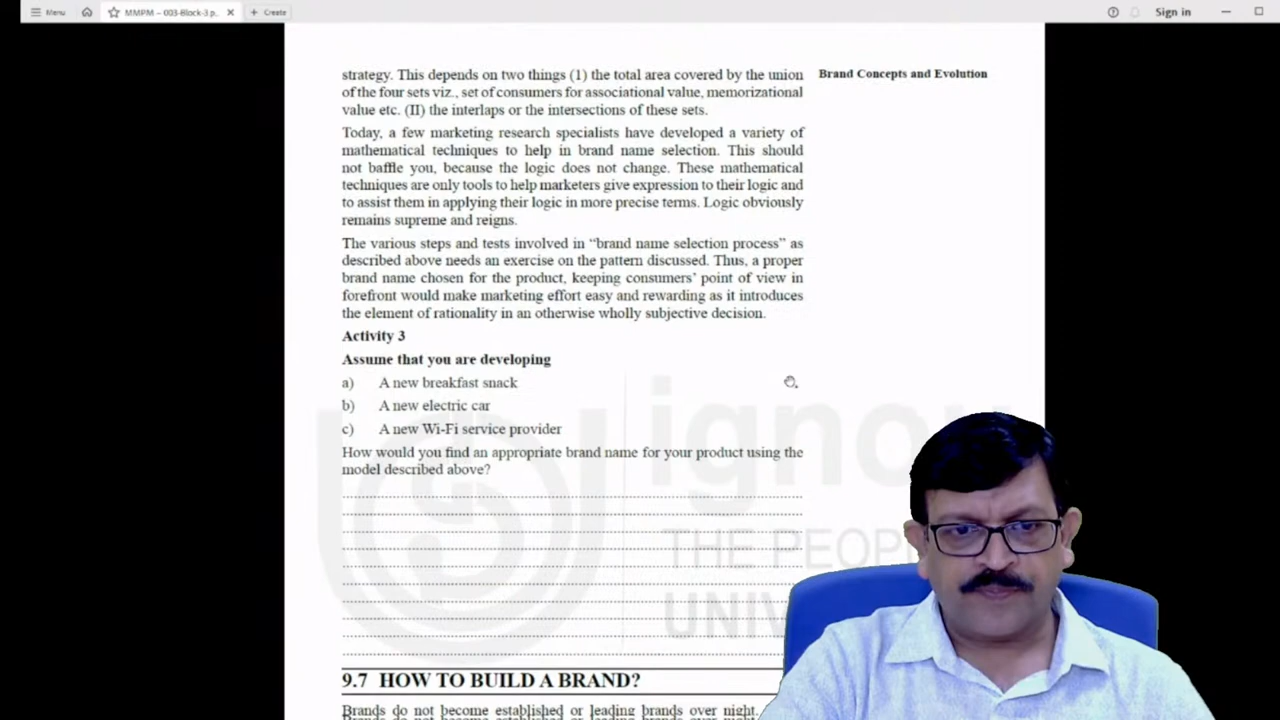 Menu
MMPM – 003-Block-3.p...
Create
Sign in
strategy. This depends on two things (1) the total area covered by the union
of the four sets viz., set of consumers for associational value, memorizational
value etc. (II) the interlaps or the intersections of these sets.
Brand Concepts and Evolution
Today, a few marketing research specialists have developed a variety of
mathematical techniques to help in brand name selection. This should
not baffle you, because the logic does not change. These mathematical
techniques are only tools to help marketers give expression to their logic and
to assist them in applying their logic in more precise terms. Logic obviously
remains supreme and reigns.
The various steps and tests involved in “brand name selection process” as
described above needs an exercise on the pattern discussed. Thus, a proper
brand name chosen for the product, keeping consumers’ point of view in
forefront would make marketing effort easy and rewarding as it introduces
the element of rationality in an otherwise wholly subjective decision.
Activity 3
Assume that you are developing
a) A new breakfast snack
b) A new electric car
c) A new Wi-Fi service provider
How would you find an appropriate brand name for your product using the
model described above?
ignou
THE PEOPL
UNIV
9.7 HOW TO BUILD A BRAND?
Brands do not become established or leading brands over night.